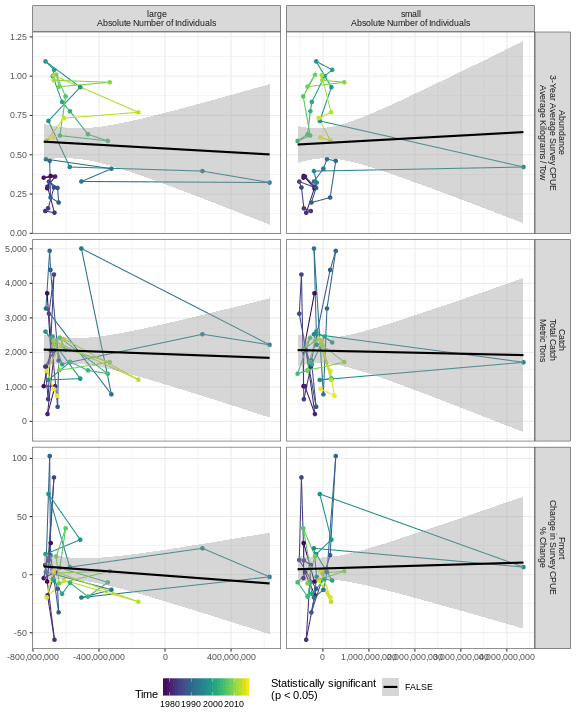 large
Absolute Number of Individuals
small
Absolute Number of Individuals
1.25
1.00
0.75
0.50
0.25
0.00
Abundance
3-Year Average Survey CPUE
Average Kilograms / Tow
5,000
4,000
3,000
2,000
1,000
0
Catch
Total Catch
Metric Tons
100
50
0
-50
Fmort
Change in Survey CPUE
% Change
-800,000,000
-400,000,000
0
400,000,000
0
1,000,000,000
2,000,000,000
3,000,000,000
4,000,000,000
Time
1980 1990 2000 2010
Statistically significant
(p < 0.05)
FALSE